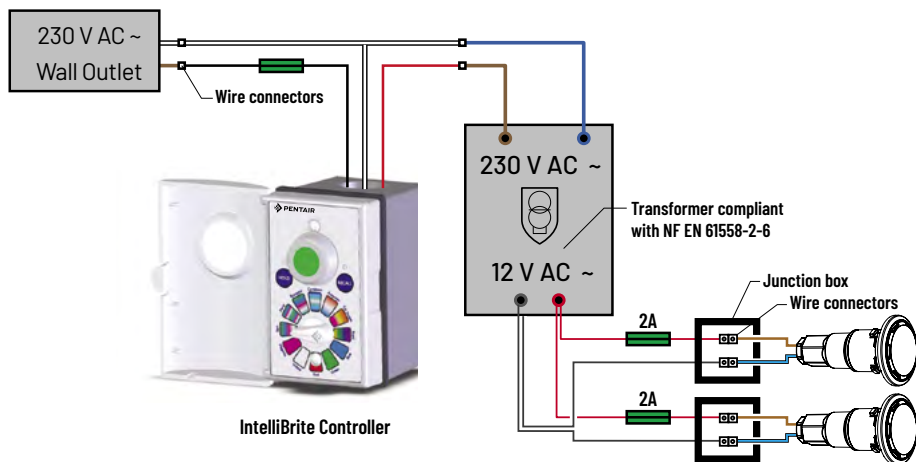 230 V AC ~
Wall Outlet
Wire connectors
PENTAIR
230 V AC ~
Transformer compliant
with NF EN 61558-2-6
12 V AC ~
Junction box
Wire connectors
2A
2A
IntelliBrite Controller